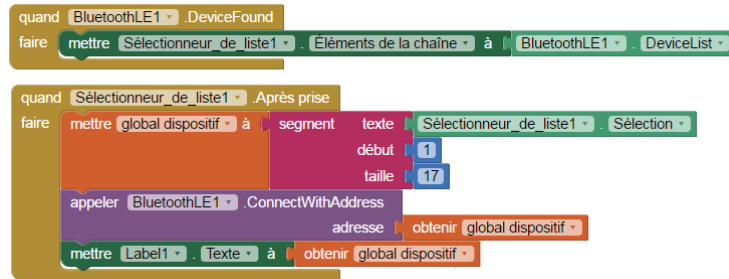 quand BluetoothLE1 .DeviceFound
faire mettre Sélectionneur_de_liste1 . Éléments de la chaîne à BluetoothLE1 . DeviceList
quand Sélectionneur_de_liste1 .Après prise
faire mettre global dispositif à segment texte Sélectionneur_de_liste1 . Sélection
début 1
taille 17
appeler BluetoothLE1 .ConnectWithAddress
adresse obtenir global dispositif
mettre Label1 . Texte à obtenir global dispositif